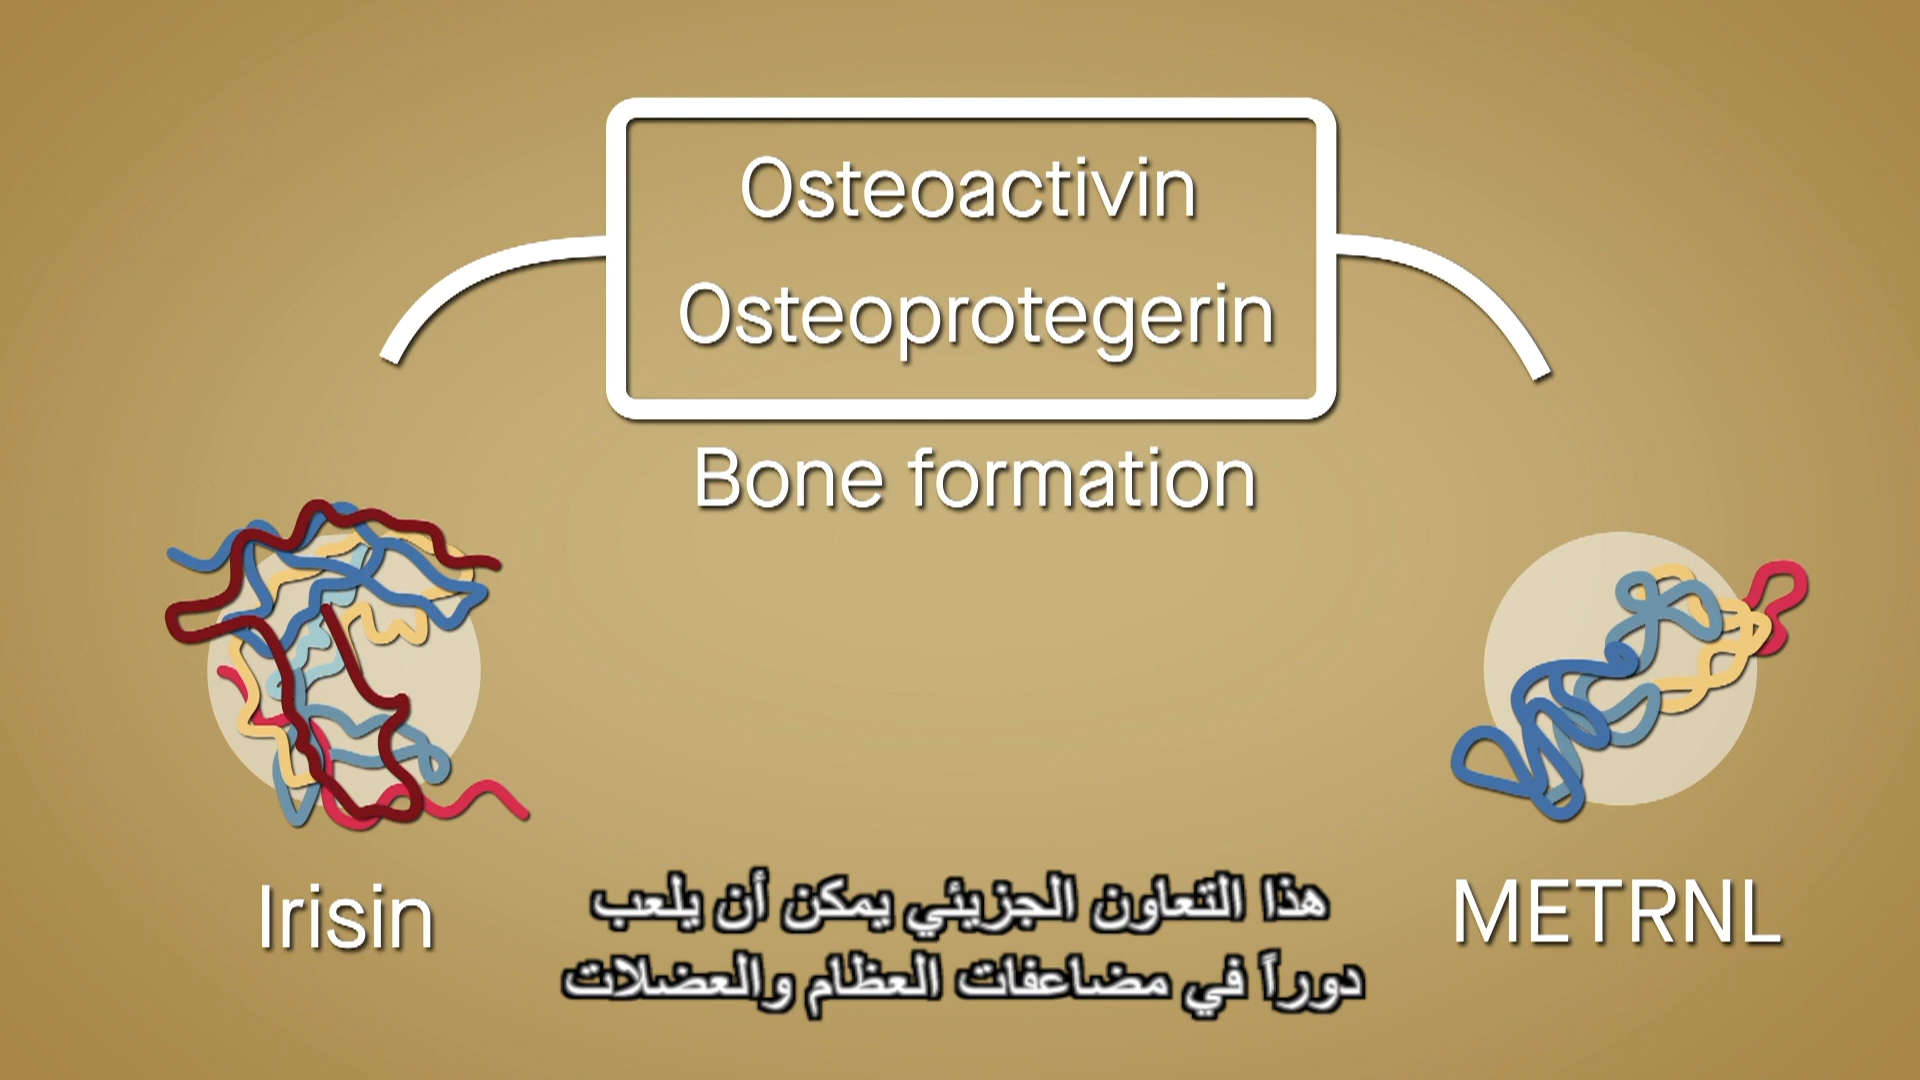 Osteoactivin
Osteoprotegerin
Bone formation
Irisin
METRNL
هذا التعاون الجزيئي يمكن أن يلعب
دوراً في مضاعفات العظام والعضلات